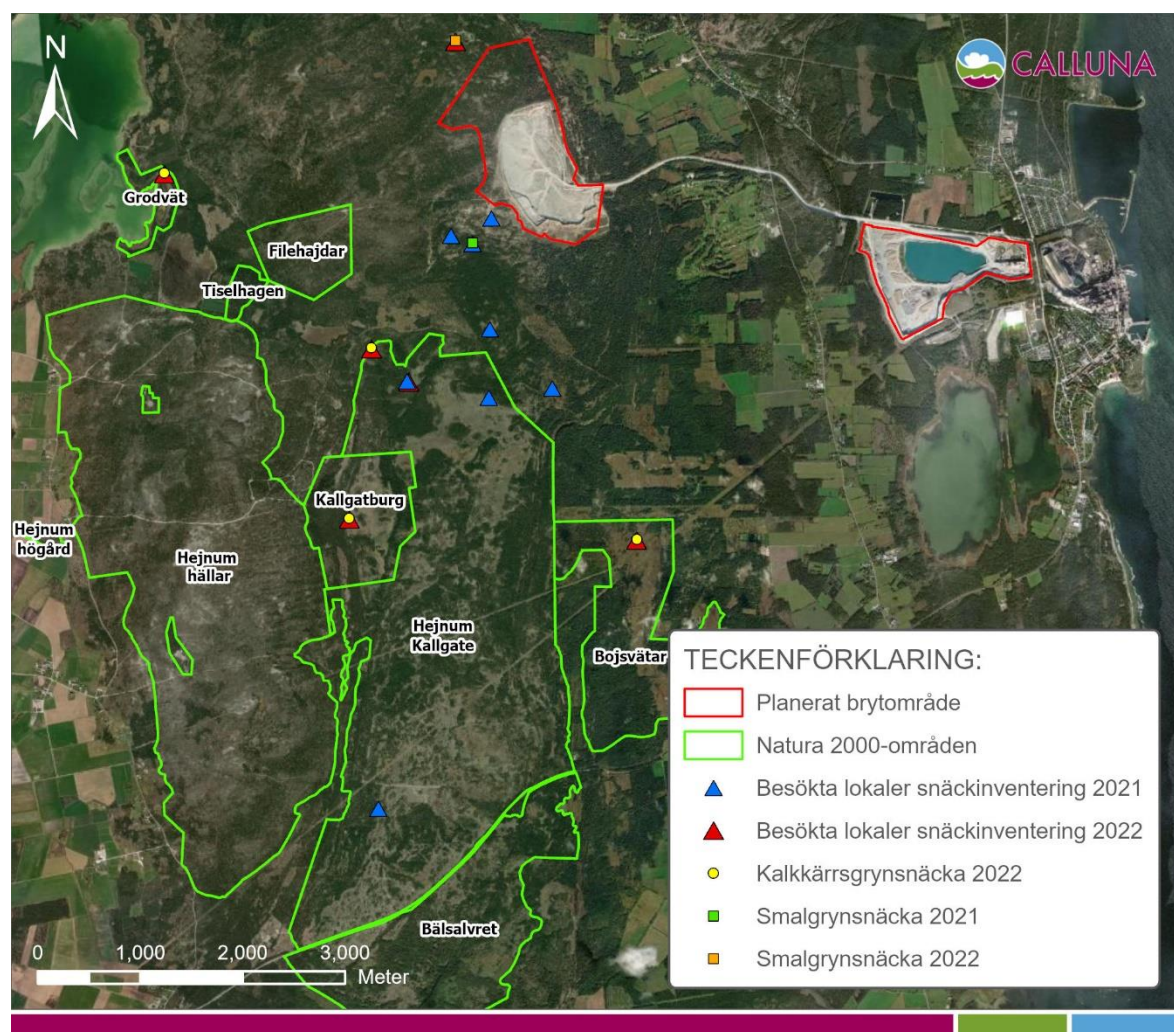 N
CALLUNA
Grodvät
Filehajdar
Tiselhagen
Kallgatburg
Hejnum
högård
Hejnum
hällar
Hejnum
Kallgate
Bojsvätar
Bälsalvret
TECKENFÖRKLARING:
Planerat brytområde
Natura 2000-områden
Besökta lokaler snäckinventering 2021
Besökta lokaler snäckinventering 2022
Kalkkärrsgrynsnäcka 2022
Smalgrynsnäcka 2021
Smalgrynsnäcka 2022
0 1,000 2,000 3,000
Meter